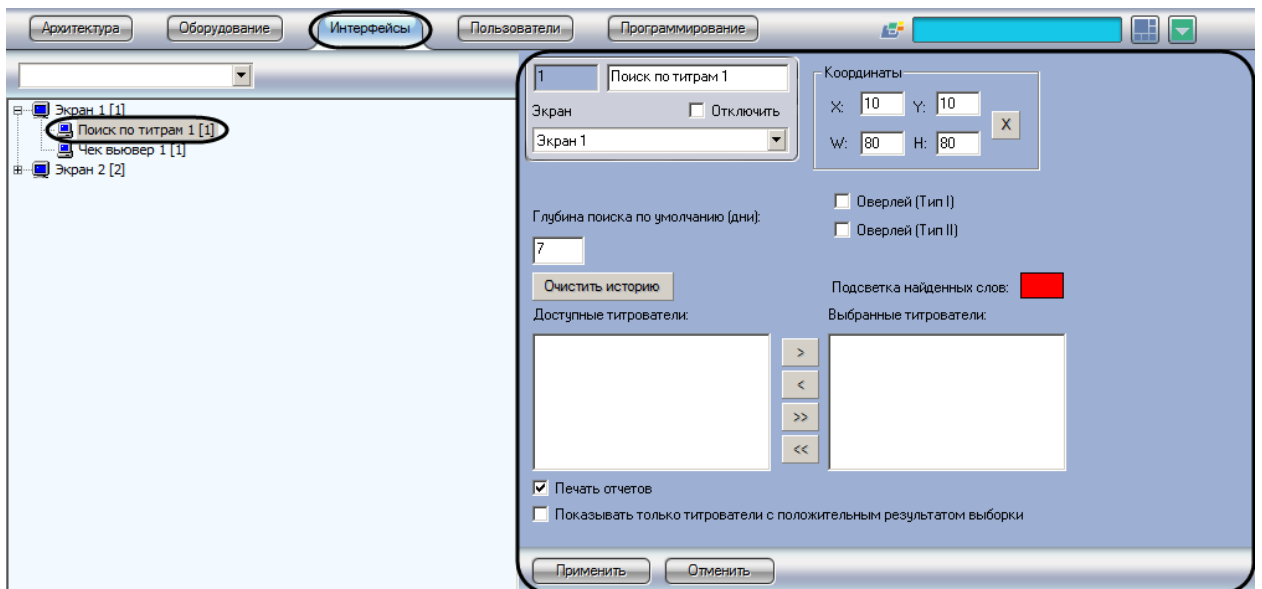 Архитектура Оборудование Интерфейсы Пользователи Программирование
Экран 1 [1]
Поиск по титрам 1 [1]
Чек вьювер 1 [1]
Экран 2 [2]
1 Поиск по титрам 1
Экран Отключить
Экран 1
Координаты
X: 10 Y: 10
X
W: 80 H: 80
Глубина поиска по умолчанию (дни):
7
Оверлей (Тип I)
Оверлей (Тип II)
Очистить историю
Подсветка найденных слов:
Доступные титрователи:
Выбранные титрователи:
>
<
>>
<<
Печать отчетов
Показывать только титрователи с положительным результатом выборки
Применить Отменить